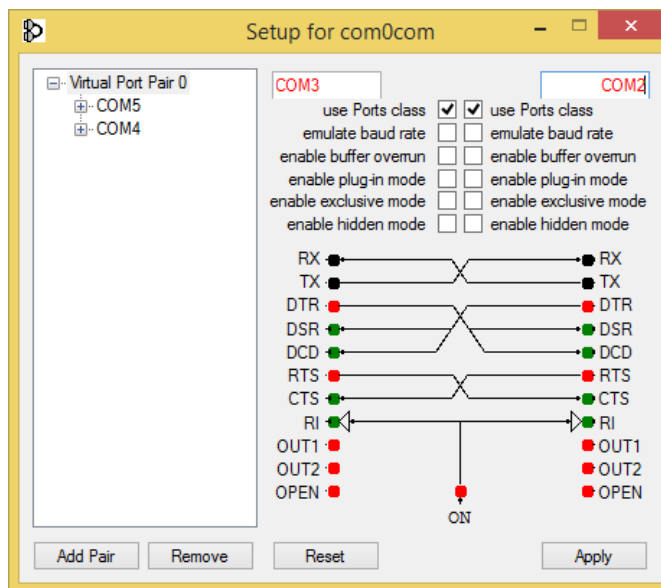 Setup for com0com
Virtual Port Pair 0
COM5
COM4
COM3 COM2
use Ports class use Ports class
emulate baud rate emulate baud rate
enable buffer overrun enable buffer overrun
enable plug-in mode enable plug-in mode
enable exclusive mode enable exclusive mode
enable hidden mode enable hidden mode
RX RX
TX TX
DTR DTR
DSR DSR
DCD DCD
RTS RTS
CTS CTS
RI RI
OUT1 OUT1
OUT2 OUT2
OPEN OPEN
ON
Add Pair Remove Reset Apply